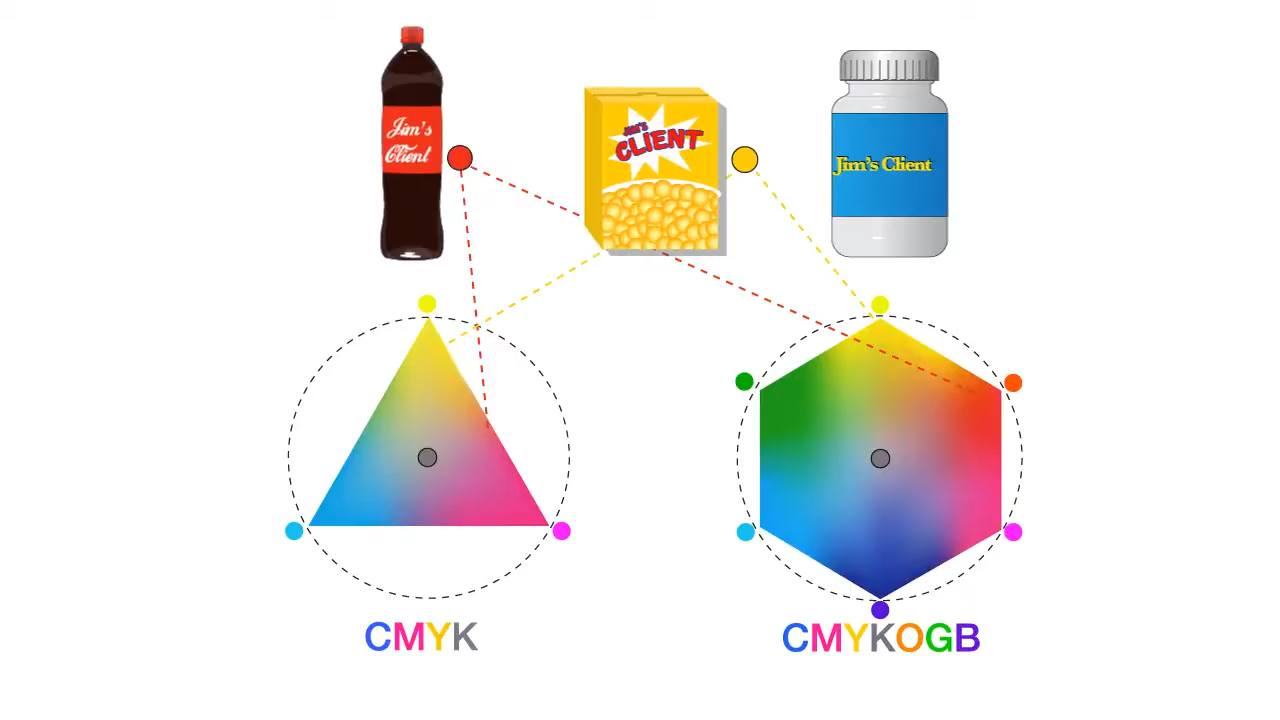 Jim's
Client
JIM'S
CLIENT
Jim's Client
CMYK
CMYKOGB